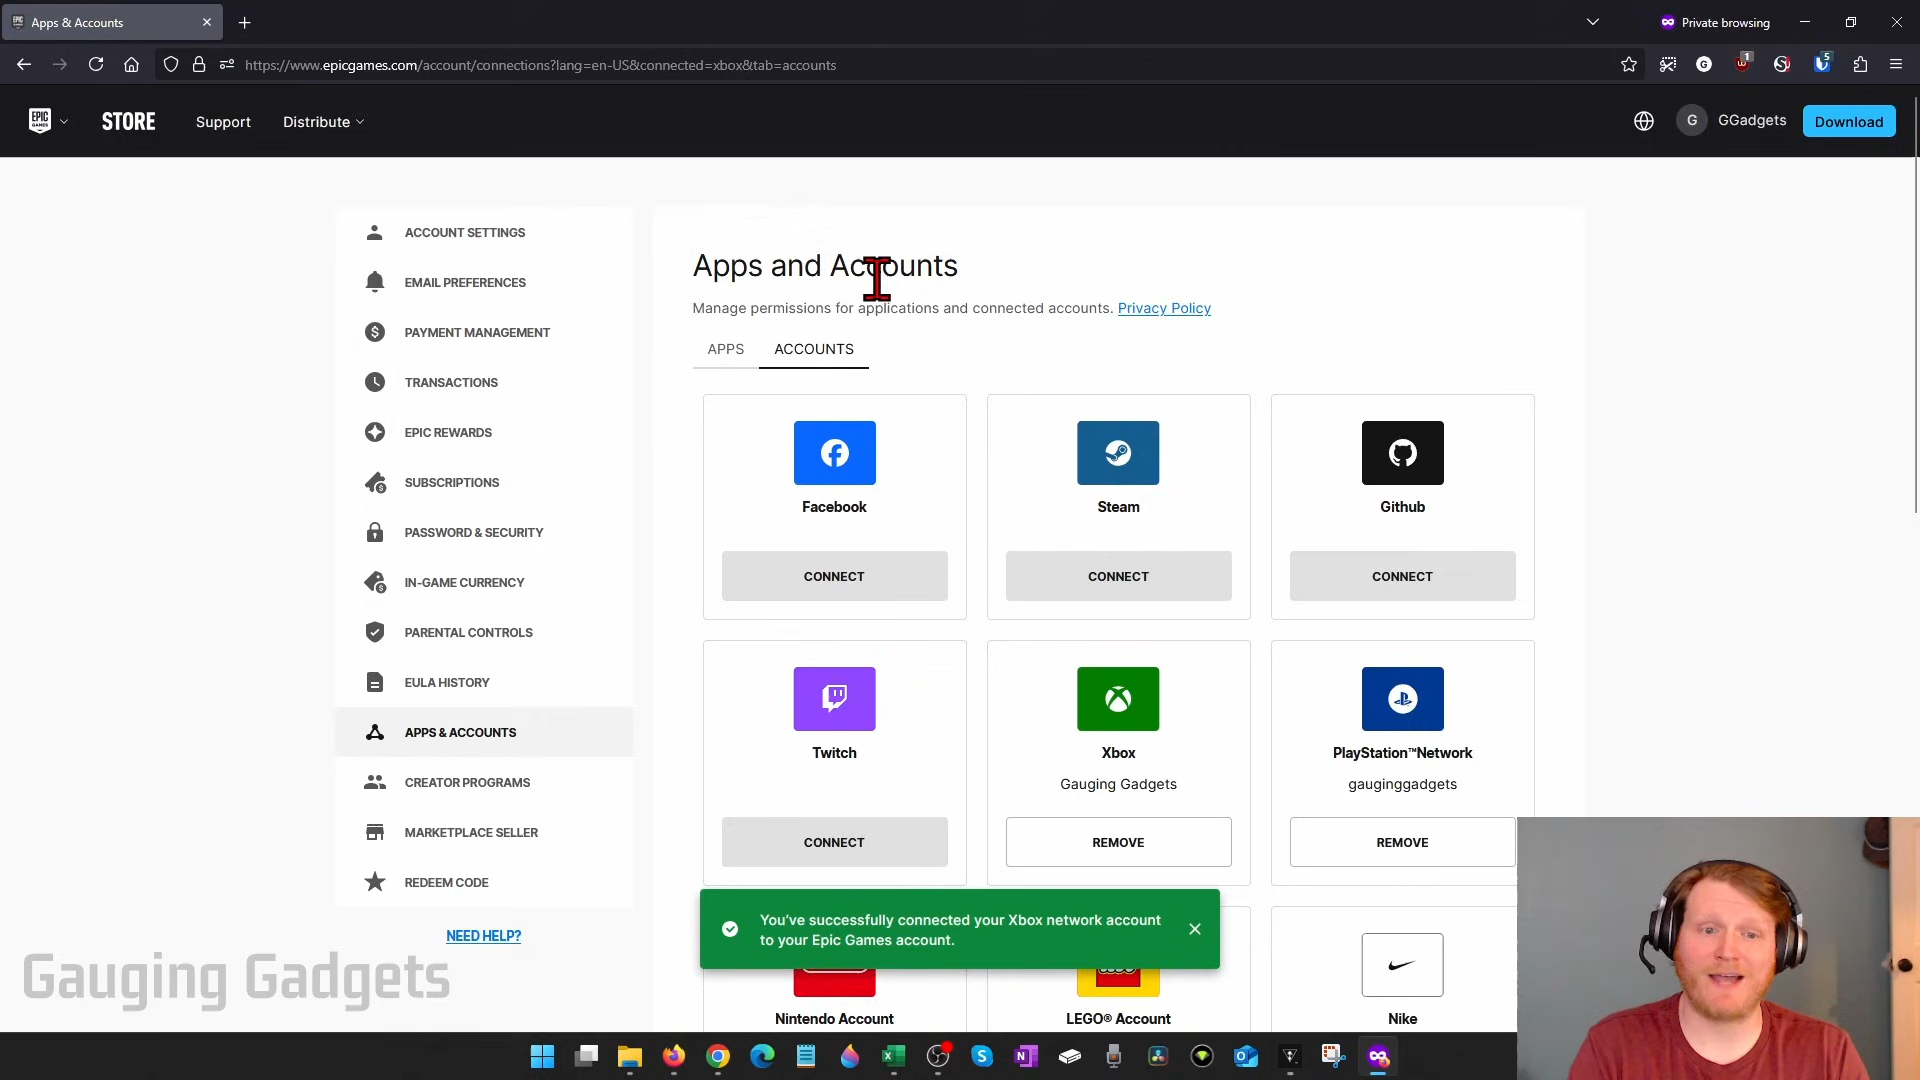 Apps & Accounts
Private browsing
https://www.epicgames.com/account/connections?lang=en-US&connected=xbox&tab=accounts
1
5
EPIC GAMES
STORE
Support
Distribute
G
GGadgets
Download
ACCOUNT SETTINGS
EMAIL PREFERENCES
PAYMENT MANAGEMENT
TRANSACTIONS
EPIC REWARDS
SUBSCRIPTIONS
PASSWORD & SECURITY
IN-GAME CURRENCY
PARENTAL CONTROLS
EULA HISTORY
APPS & ACCOUNTS
CREATOR PROGRAMS
MARKETPLACE SELLER
REDEEM CODE
NEED HELP?
Apps and Accounts
Manage permissions for applications and connected accounts. Privacy Policy
APPS
ACCOUNTS
Facebook
CONNECT
Steam
CONNECT
Github
CONNECT
Twitch
CONNECT
Xbox
Gauging Gadgets
REMOVE
PlayStation™Network
gauginggadgets
REMOVE
You've successfully connected your Xbox network account
to your Epic Games account.
Nintendo Account
LEGO® Account
Nike
Gauging Gadgets